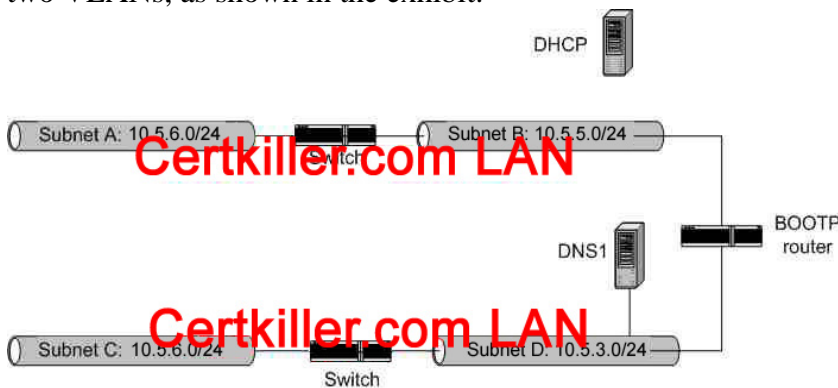 two VLANs, as shown in the exhibit.
DHCP
Subnet A: 10.5.6.0/24
Switch
Subnet B: 10.5.5.0/24
Certkiller.com LAN
BOOTP
router
DNS1
Certkiller.com LAN
Subnet C: 10.5.6.0/24
Switch
Subnet D: 10.5.3.0/24